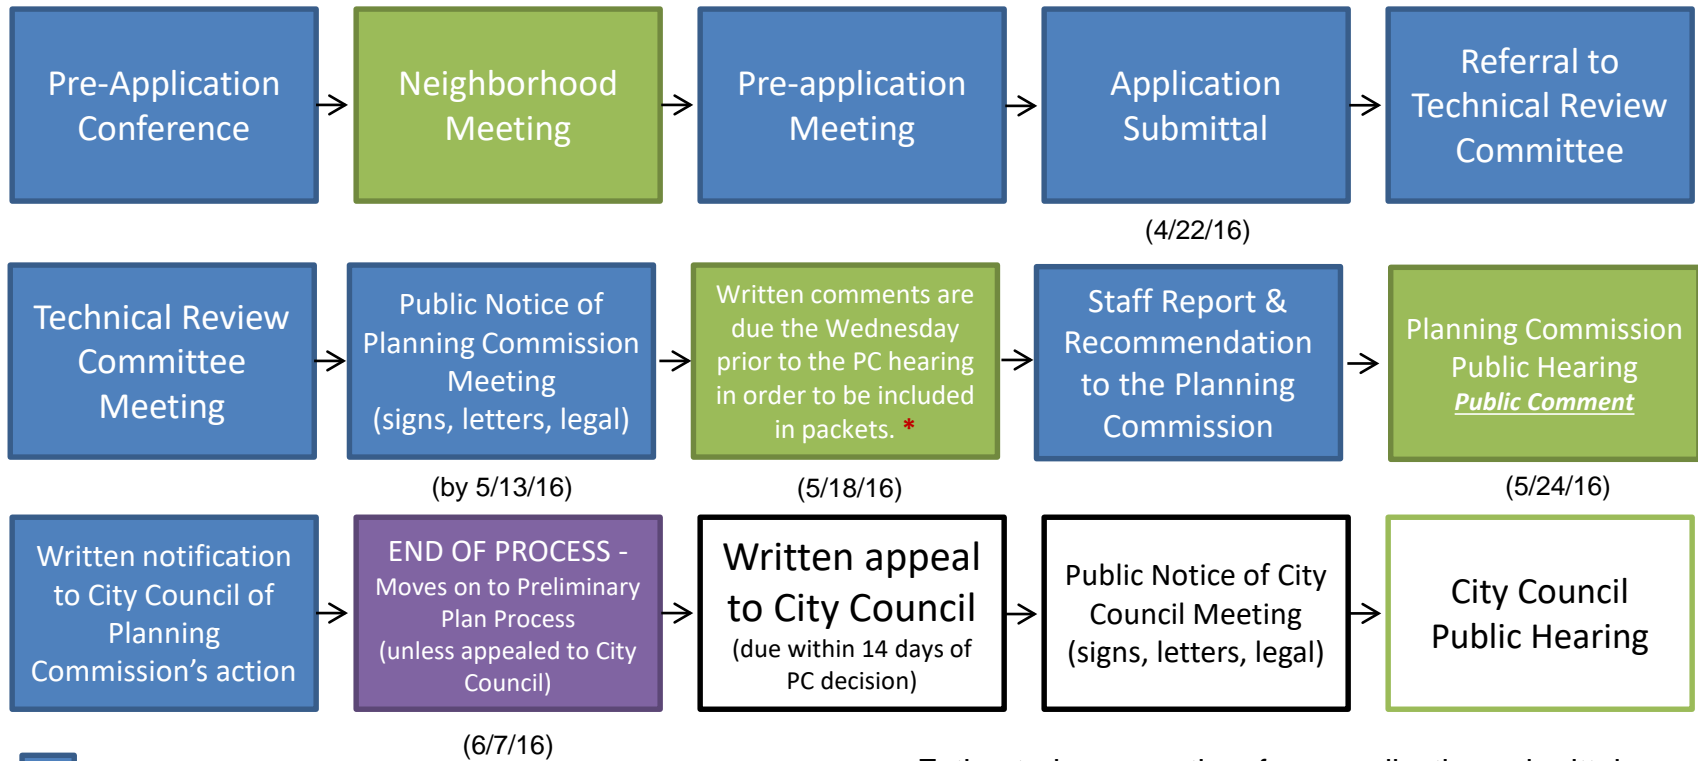 Pre-Application
Conference
Neighborhood
Meeting
Pre-application
Meeting
Application
Submittal
Referral to
Technical Review
Committee
(4/22/16)
Technical Review
Committee
Meeting
Public Notice of
Planning Commission
Meeting
(signs, letters, legal)
Written comments are
due the Wednesday
prior to the PC hearing
in order to be included
in packets. *
Staff Report &
Recommendation
to the Planning
Commission
Planning Commission
Public Hearing
Public Comment
(by 5/13/16)
(5/18/16)
(5/24/16)
Written notification
to City Council of
Planning
Commission’s action
END OF PROCESS -
Moves on to Preliminary
Plan Process
(unless appealed to City
Council)
Written appeal
to City Council
(due within 14 days of
PC decision)
Public Notice of City
Council Meeting
(signs, letters, legal)
City Council
Public Hearing
(6/7/16)